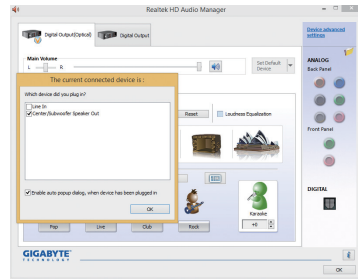 Realtek HD Audio Manager
Digital Output(Optical)
Digital Output
Device advanced settings
Main Volume
L
R
Set Default Device
ANALOG
Back Panel
The current connected device is :
Which device did you plug in?
Line In
Center/Subwoofer Speaker Out
Reset
Loudness Equalization
Front Panel
Enable auto popup dialog, when device has been plugged in
OK
DIGITAL
Karaoke
+0
Pop
Live
Club
Rock
GIGABYTE
TECHNOLOGY
OK